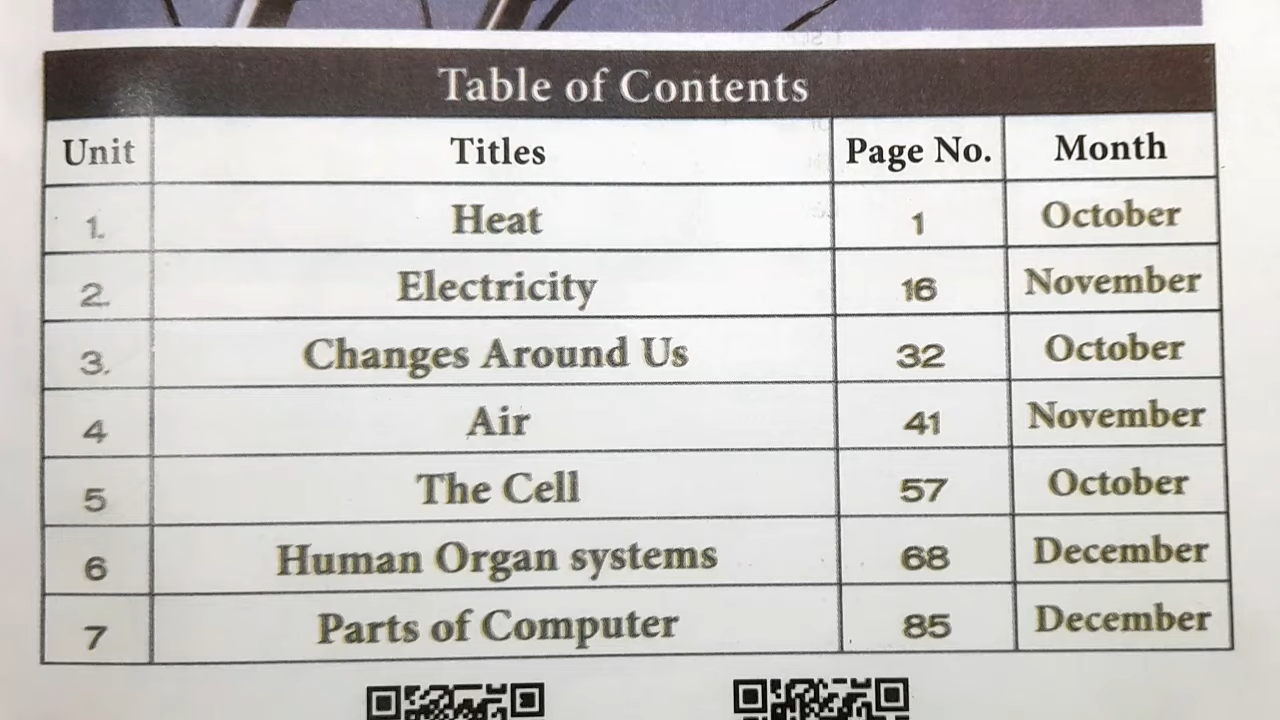 Table of Contents
Unit Titles Page No. Month
1. Heat 1 October
2. Electricity 16 November
3. Changes Around Us 32 October
4 Air 41 November
5 The Cell 57 October
6 Human Organ systems 68 December
7 Parts of Computer 85 December